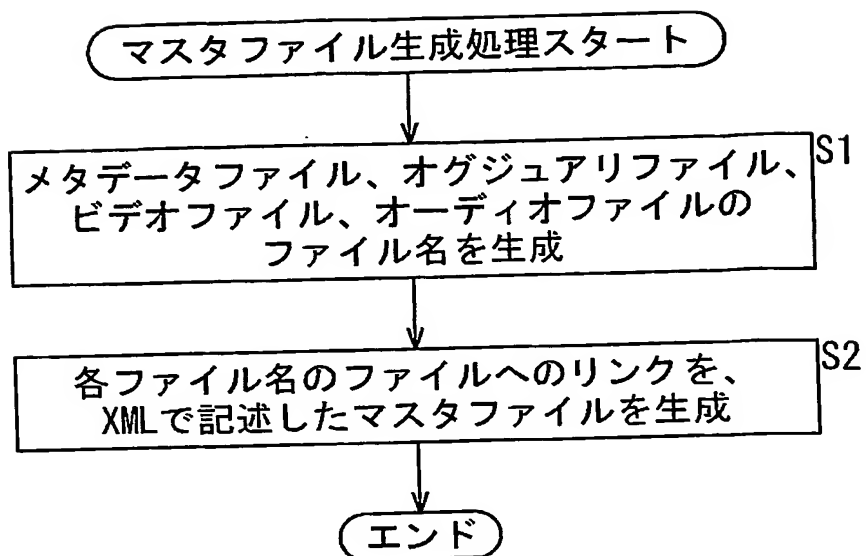 マスタファイル生成処理スタート
S1
メタデータファイル、オグジュアリファイル、
ビデオファイル、オーディオファイルの
ファイル名を生成
S2
各ファイル名のファイルへのリンクを、
XMLで記述したマスタファイルを生成
エンド